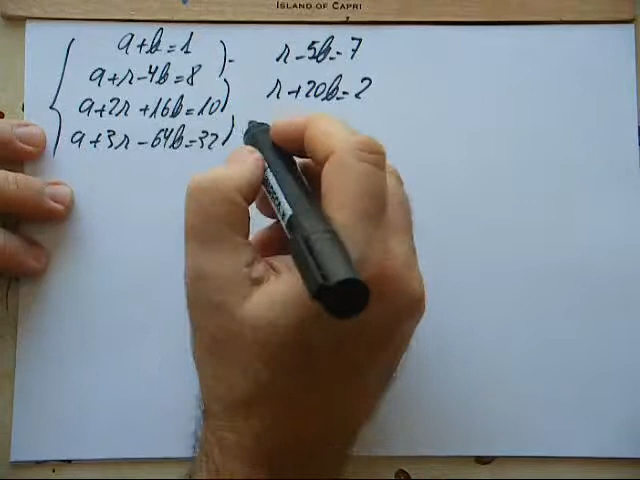 ISLAND OF CAPRI
a+b=1
a+r-4b=8
a+2r+16b=10
a+3r-64b=32
r-5b=7
r+20b=2